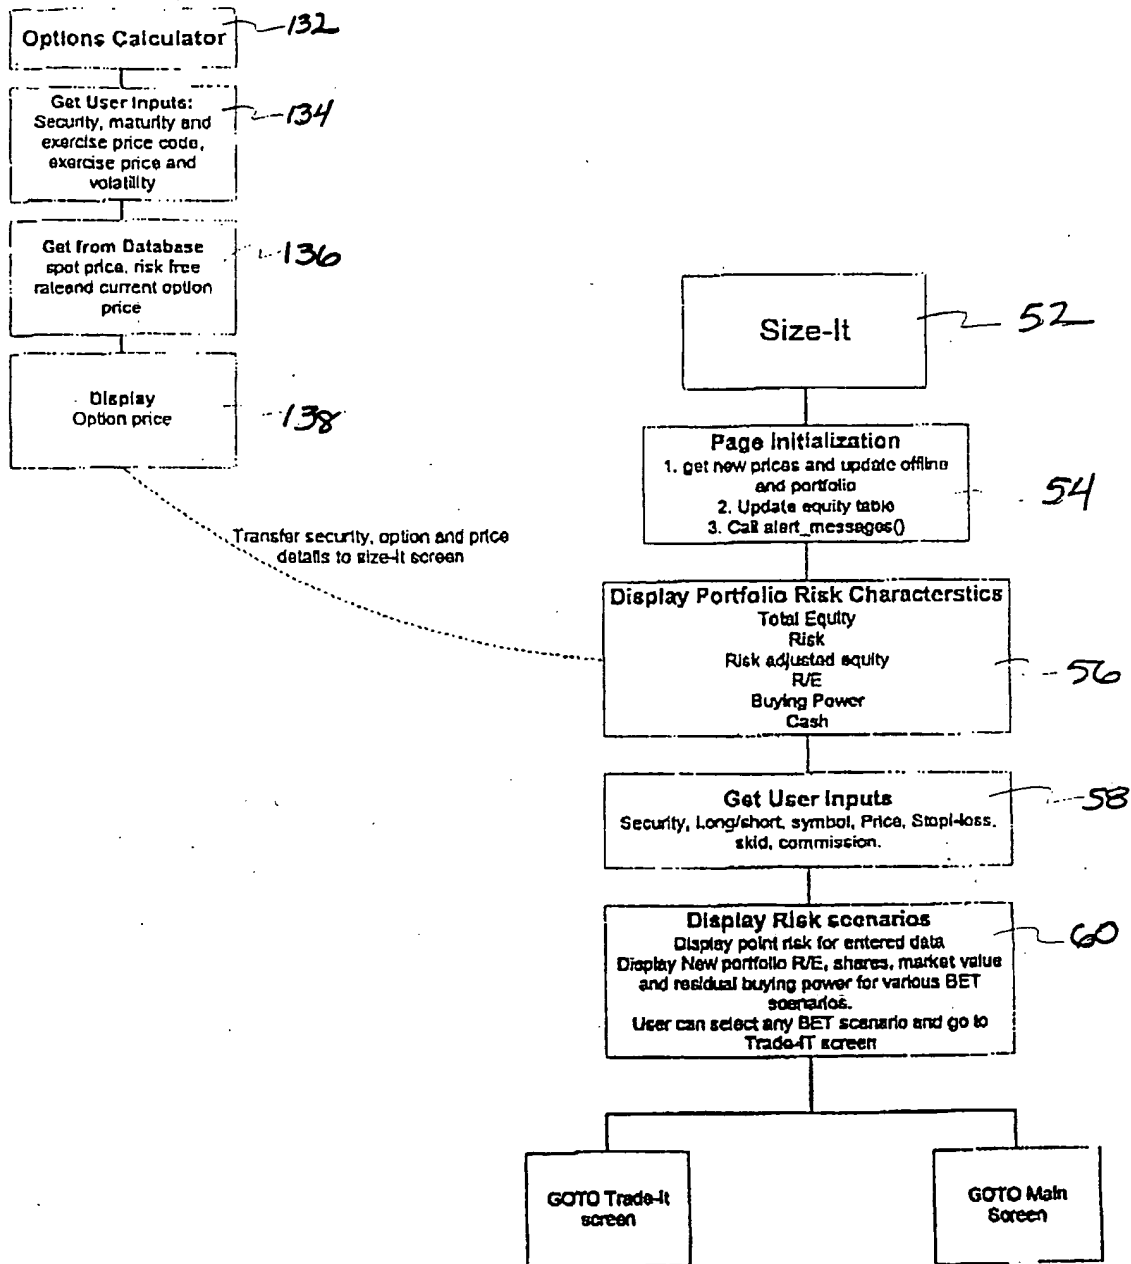 Options Calculator
132
Get User Inputs:
Security, maturity and
exercise price code,
exercise price and
volatility
134
Get from Database
spot price, risk free
rateand current option
price
136
Display
Option price
138
Transfer security, option and price
details to size-it screen
Size-It
52
Page Initialization
1. get new prices and update offline
and portfolio
2. Update equity table
3. Call alert_messages()
54
Display Portfolio Risk Characterstics
Total Equity
Risk
Risk adjusted equity
R/E
Buying Power
Cash
56
Get User Inputs
Security, Long/short, symbol, Price, Stopl-loss,
skid, commission.
58
Display Risk scenarios
Display point risk for entered data
Display New portfolio R/E, shares, market value
and residual buying power for various BET
scenarios.
User can select any BET scenario and go to
Trade-IT screen
60
GOTO Trade-It
screen
GOTO Main
Screen